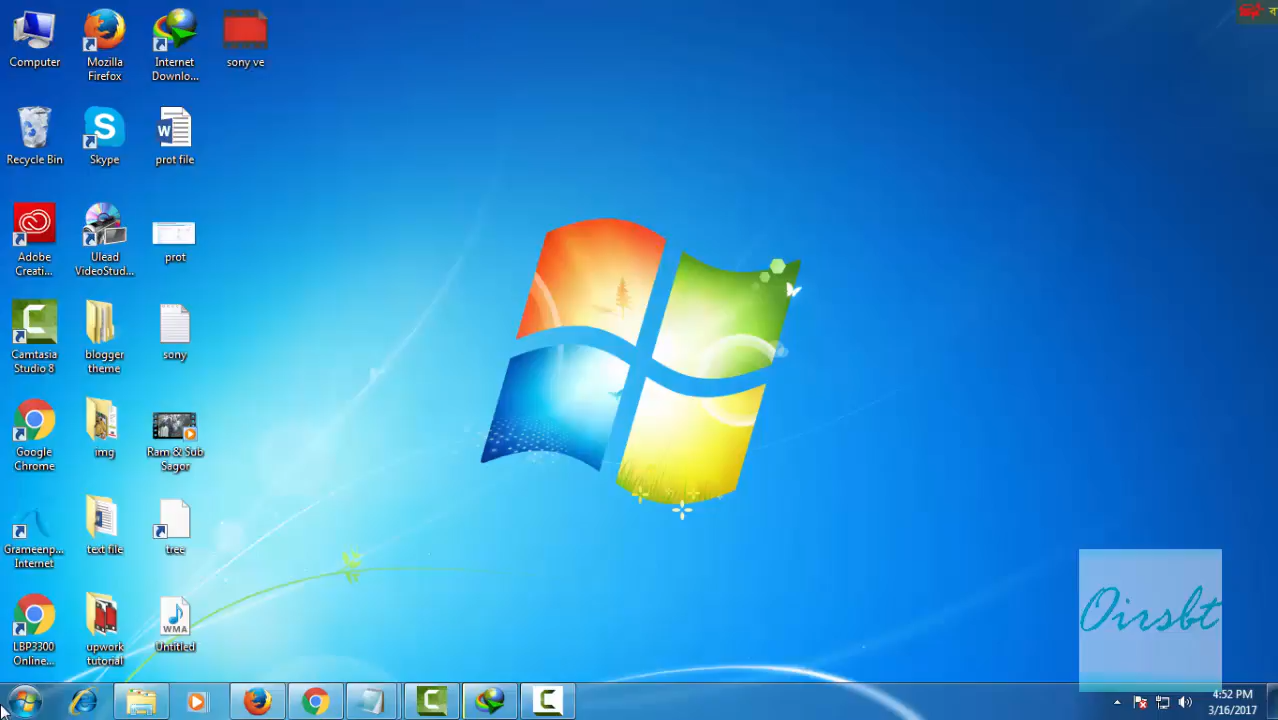 Computer
Mozilla
Firefox
Internet
Downlo...
sony ve
Recycle Bin
Skype
prot file
Adobe
Creati...
Ulead
VideoStud...
prot
Camtasia
Studio 8
blogger
theme
sony
Google
Chrome
img
Ram & Sub
Sagor
Grameenp...
Internet
text file
tree
LBP3300
Online...
upwork
tutorial
WMA
Untitled
Oirsbt
4:52 PM
3/16/2017